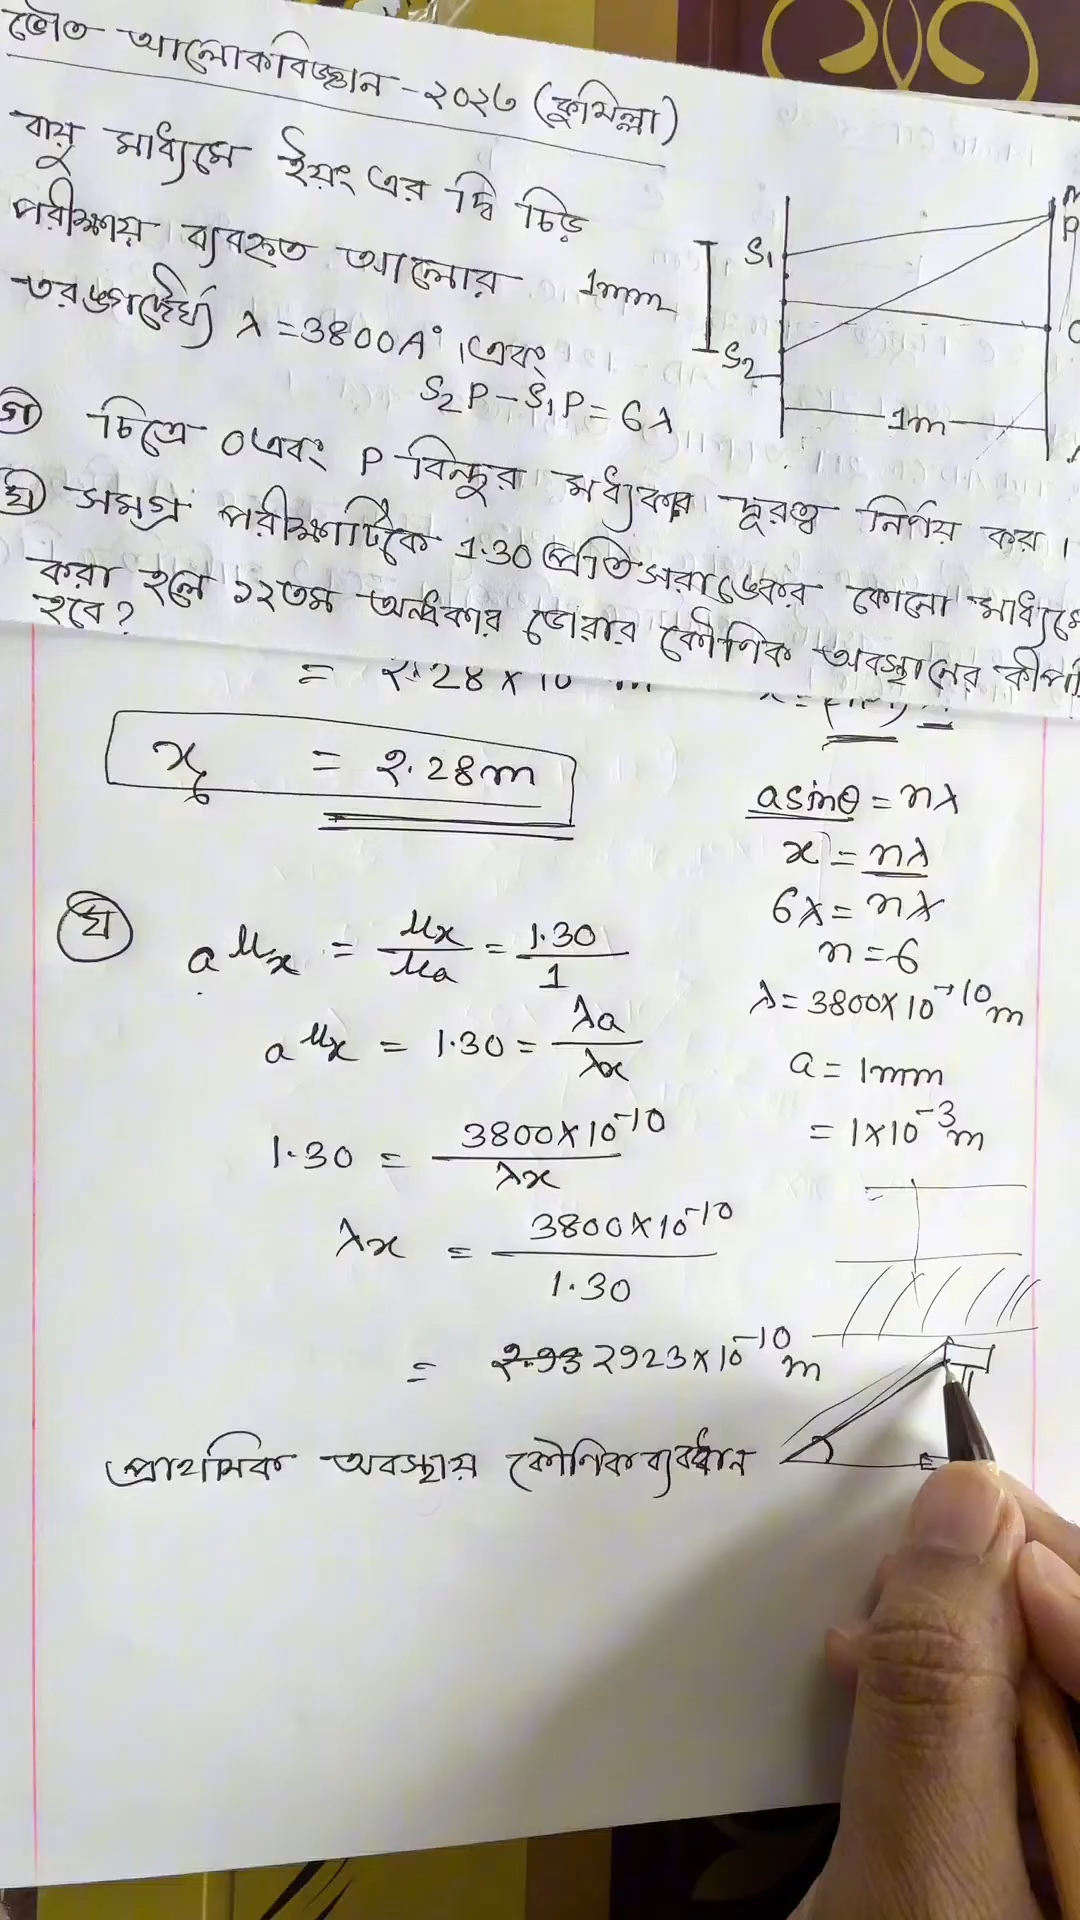 ভৌত আলোকবিজ্ঞান - ২০২৩ (কুমিল্লা)
বায়ু মাধ্যমে ইয়ং এর দ্বি চিড়
পরীক্ষায় ব্যবহৃত আলোর
তরঙ্গদৈর্ঘ্য λ = 3800A° । এবং
S₂P - S₁P = 6λ
S₁
1mm
S₂
P
1m
গ) চিত্রে O এবং P বিন্দুর মধ্যকার দূরত্ব নির্ণয় কর।
ঘ) সমগ্র পরীক্ষাটিকে 1.30 প্রতিসরাঙ্কের কোনো মাধ্যমে
করা হলে ১২তম অন্ধকার ডোরার কৌণিক অবস্থানের কী
হবে?
x = 2.28m
asinθ = nλ
x = nλ
6λ = nλ
n = 6
λ = 3800×10⁻¹⁰m
a = 1mm
= 1×10⁻³m
ঘ) aμx = μx/μa = 1.30/1
aμx = 1.30 = λa/λx
1.30 = 3800×10⁻¹⁰/λx
λx = 3800×10⁻¹⁰/1.30
= 2923×10⁻¹⁰m
প্রাথমিক অবস্থায় কৌণিক ব্যবধান